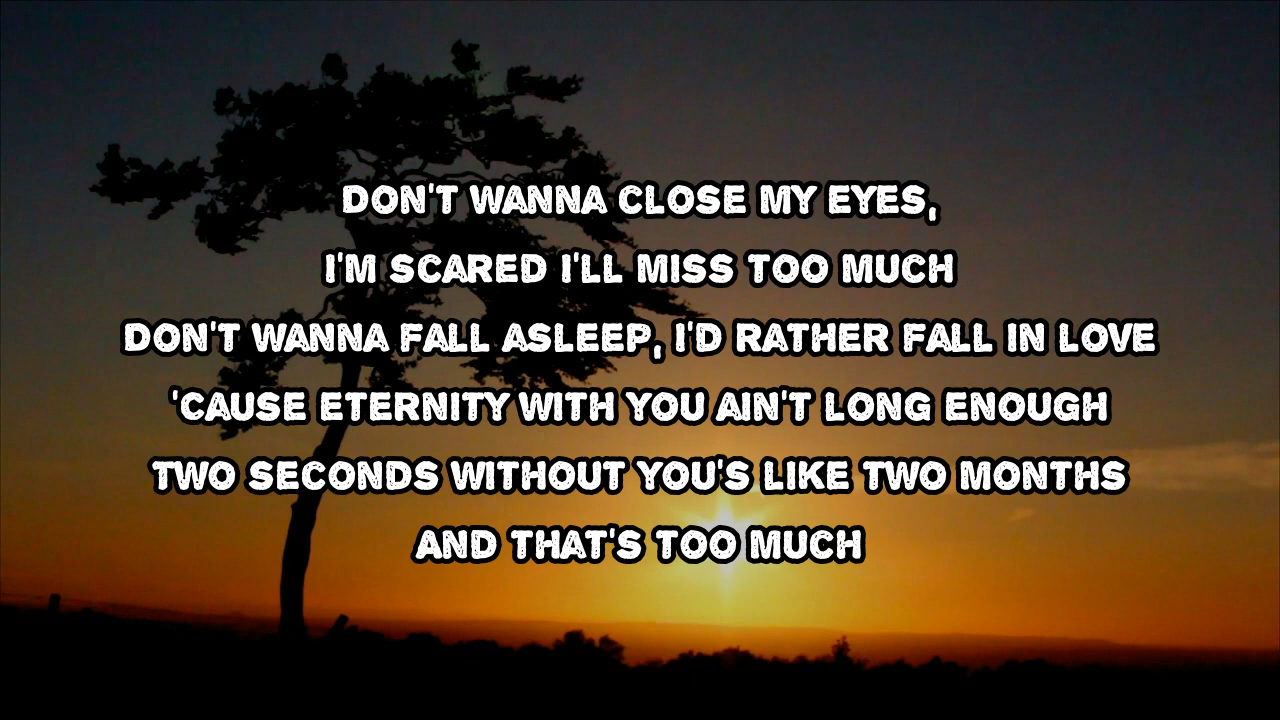 DON'T WANNA CLOSE MY EYES,
I'M SCARED I'LL MISS TOO MUCH
DON'T WANNA FALL ASLEEP, I'D RATHER FALL IN LOVE
'CAUSE ETERNITY WITH YOU AIN'T LONG ENOUGH
TWO SECONDS WITHOUT YOU'S LIKE TWO MONTHS
AND THAT'S TOO MUCH